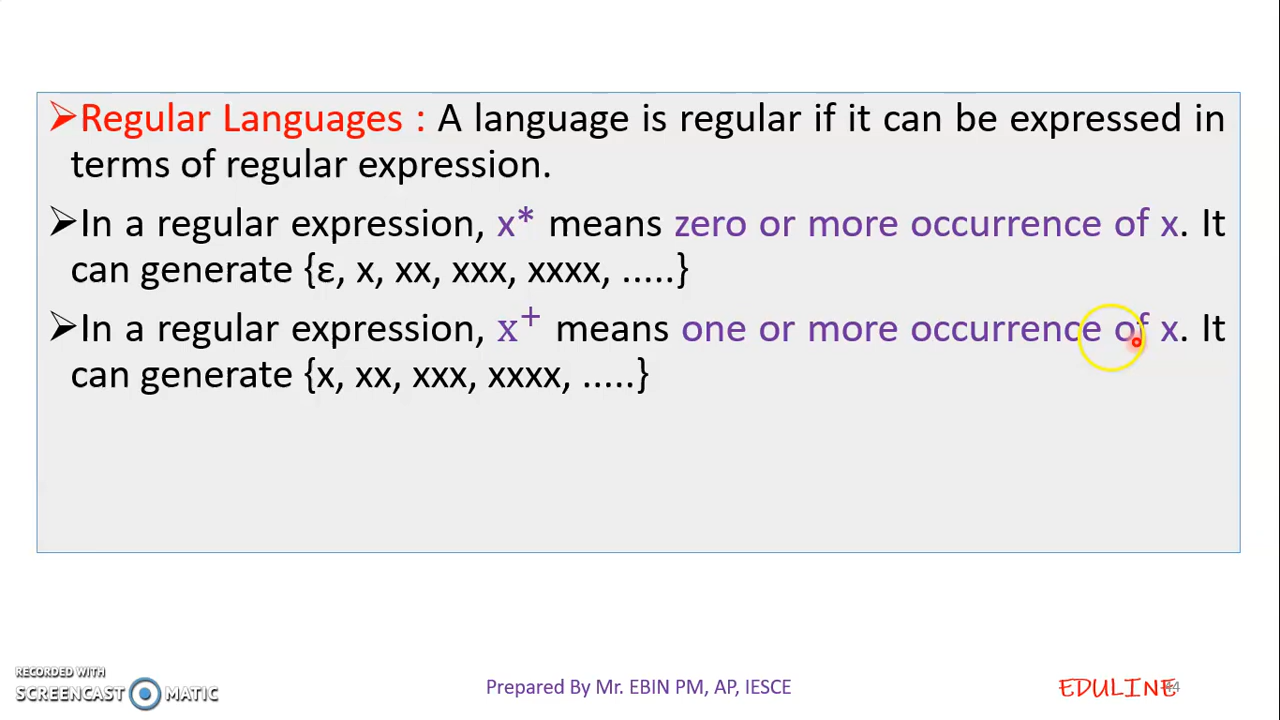 ➢Regular Languages : A language is regular if it can be expressed in
terms of regular expression.
➢In a regular expression, x* means zero or more occurrence of x. It
can generate {ε, x, xx, xxx, xxxx, .....}
➢In a regular expression, x⁺ means one or more occurrence of x. It
can generate {x, xx, xxx, xxxx, .....}
RECORDED WITH
SCREENCAST MATIC
Prepared By Mr. EBIN PM, AP, IESCE
EDULINE 44